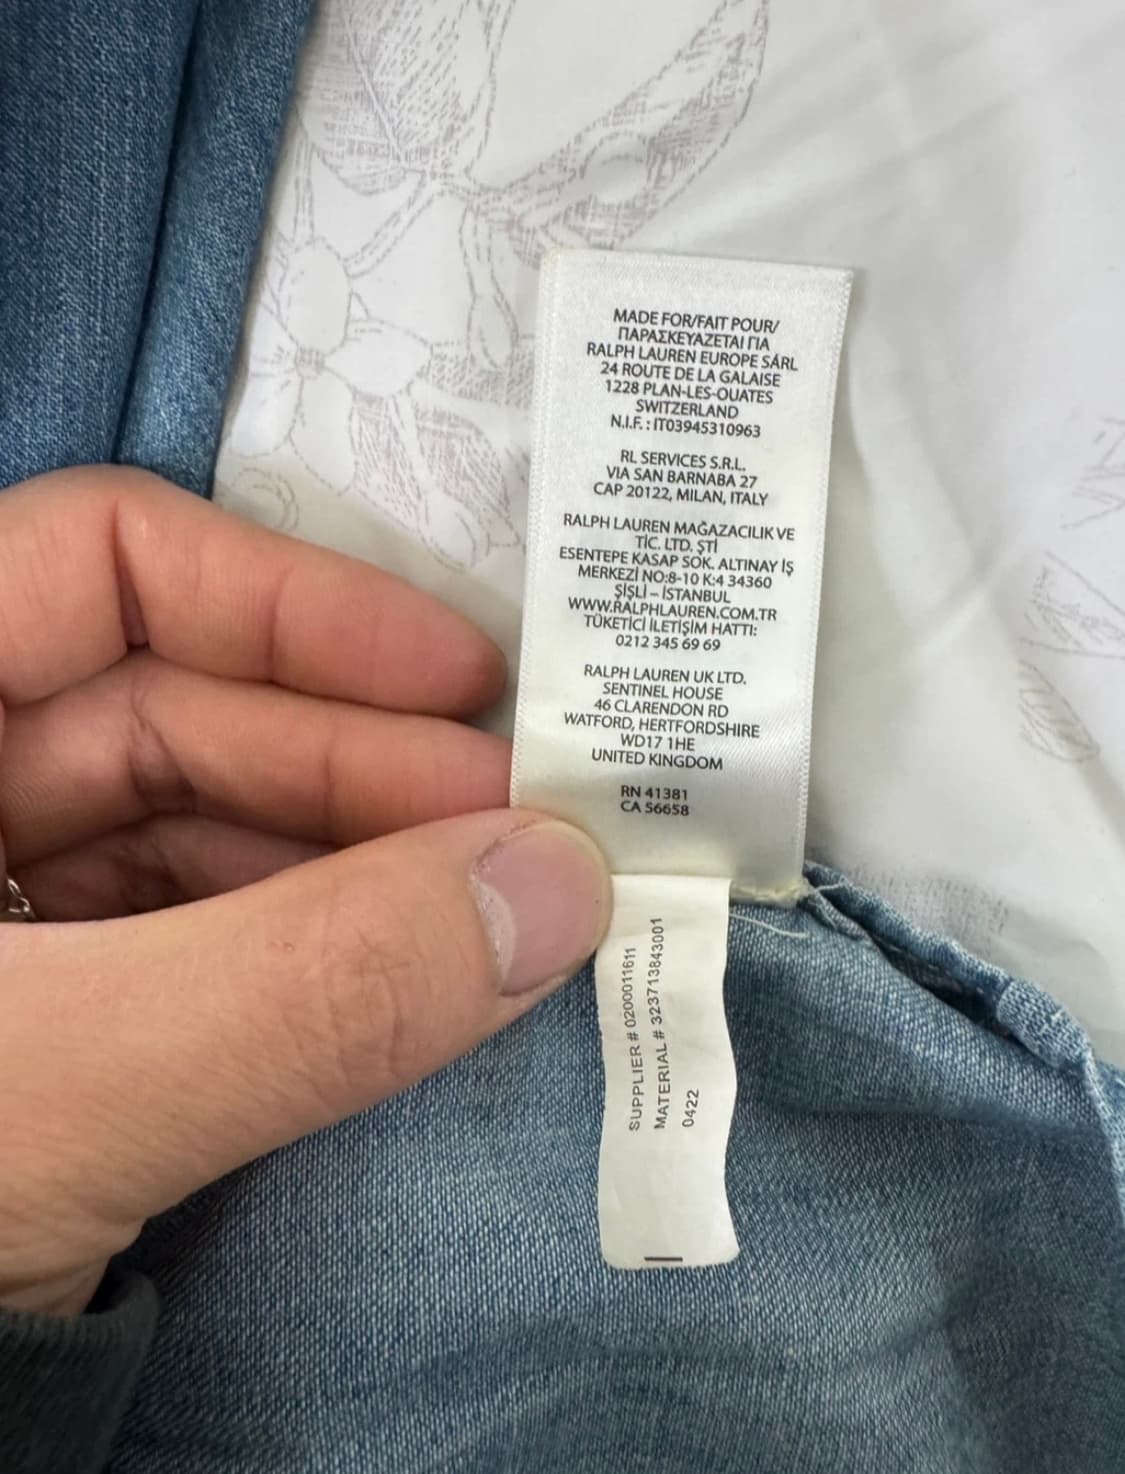 MADE FOR/FAIT POUR/
ΠΑΡΑΣΚΕΥΑΖΕΤΑΙ ΓΙΑ
RALPH LAUREN EUROPE SÀRL
24 ROUTE DE LA GALAISE
1228 PLAN-LES-OUATES
SWITZERLAND
N.I.F. : IT03945310963
RL SERVICES S.R.L.
VIA SAN BARNABA 27
CAP 20122, MILAN, ITALY
RALPH LAUREN MAĞAZACILIK VE
TİC. LTD. ŞTİ
ESENTEPE KASAP SOK. ALTINAY İŞ
MERKEZİ NO:8-10 K:4 34360
ŞİŞLİ – İSTANBUL
WWW.RALPHLAUREN.COM.TR
TÜKETİCİ İLETİŞİM HATTI:
0212 345 69 69
RALPH LAUREN UK LTD.
SENTINEL HOUSE
46 CLARENDON RD
WATFORD, HERTFORDSHIRE
WD17 1HE
UNITED KINGDOM
RN 41381
CA 56658
SUPPLIER # 0200011611
MATERIAL # 323713843001
0422